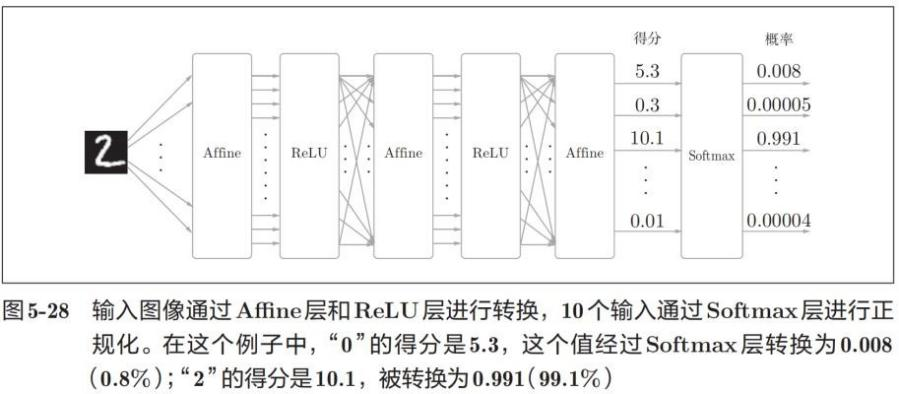 得分 概率
5.3 0.008
0.3 0.00005
10.1 0.991
2 Affine ReLU Affine ReLU Affine Softmax
0.01 0.00004
图5-28 输入图像通过 Affine层和ReLU层进行转换，10个输入通过Softmax层进行正
规化。在这个例子中，“0”的得分是5.3，这个值经过Softmax层转换为0.008
（0.8%）；“2”的得分是10.1，被转换为0.991（99.1%）